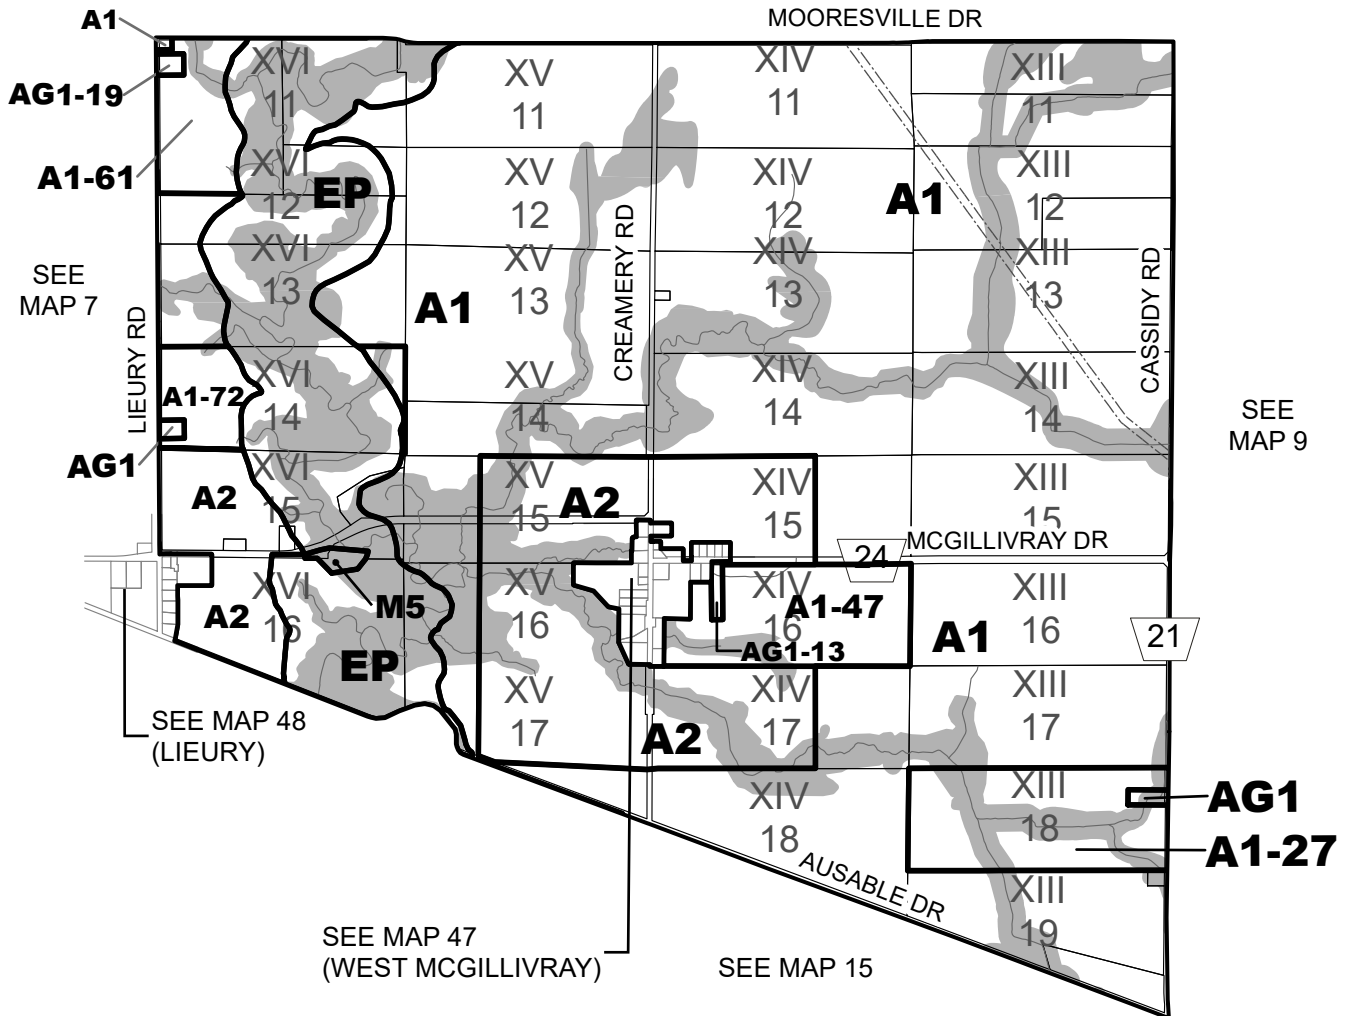 MOORESVILLE DR
A1
AG1-19
A1-61
XVI
11
XV
11
XIV
11
XIII
11
XVI
12
EP
XV
12
XIV
12
A1
XIII
12
SEE
MAP 7
XVI
13
A1
XV
13
CREAMERY RD
XIV
13
XIII
13
CASSIDY RD
LIEURY RD
A1-72
XVI
14
XV
14
XIV
14
XIII
14
SEE
MAP 9
AG1
A2
XVI
15
XV
15
A2
XIV
15
XIII
15
24
MCGILLIVRAY DR
A2
XVI
16
M5
XV
16
XIV
16
A1-47
AG1-13
A1
XIII
16
21
EP
XV
17
A2
XIV
17
XIII
17
SEE MAP 48
(LIEURY)
XIV
18
XIII
18
AG1
A1-27
AUSABLE DR
XIII
19
SEE MAP 47
(WEST MCGILLIVRAY)
SEE MAP 15